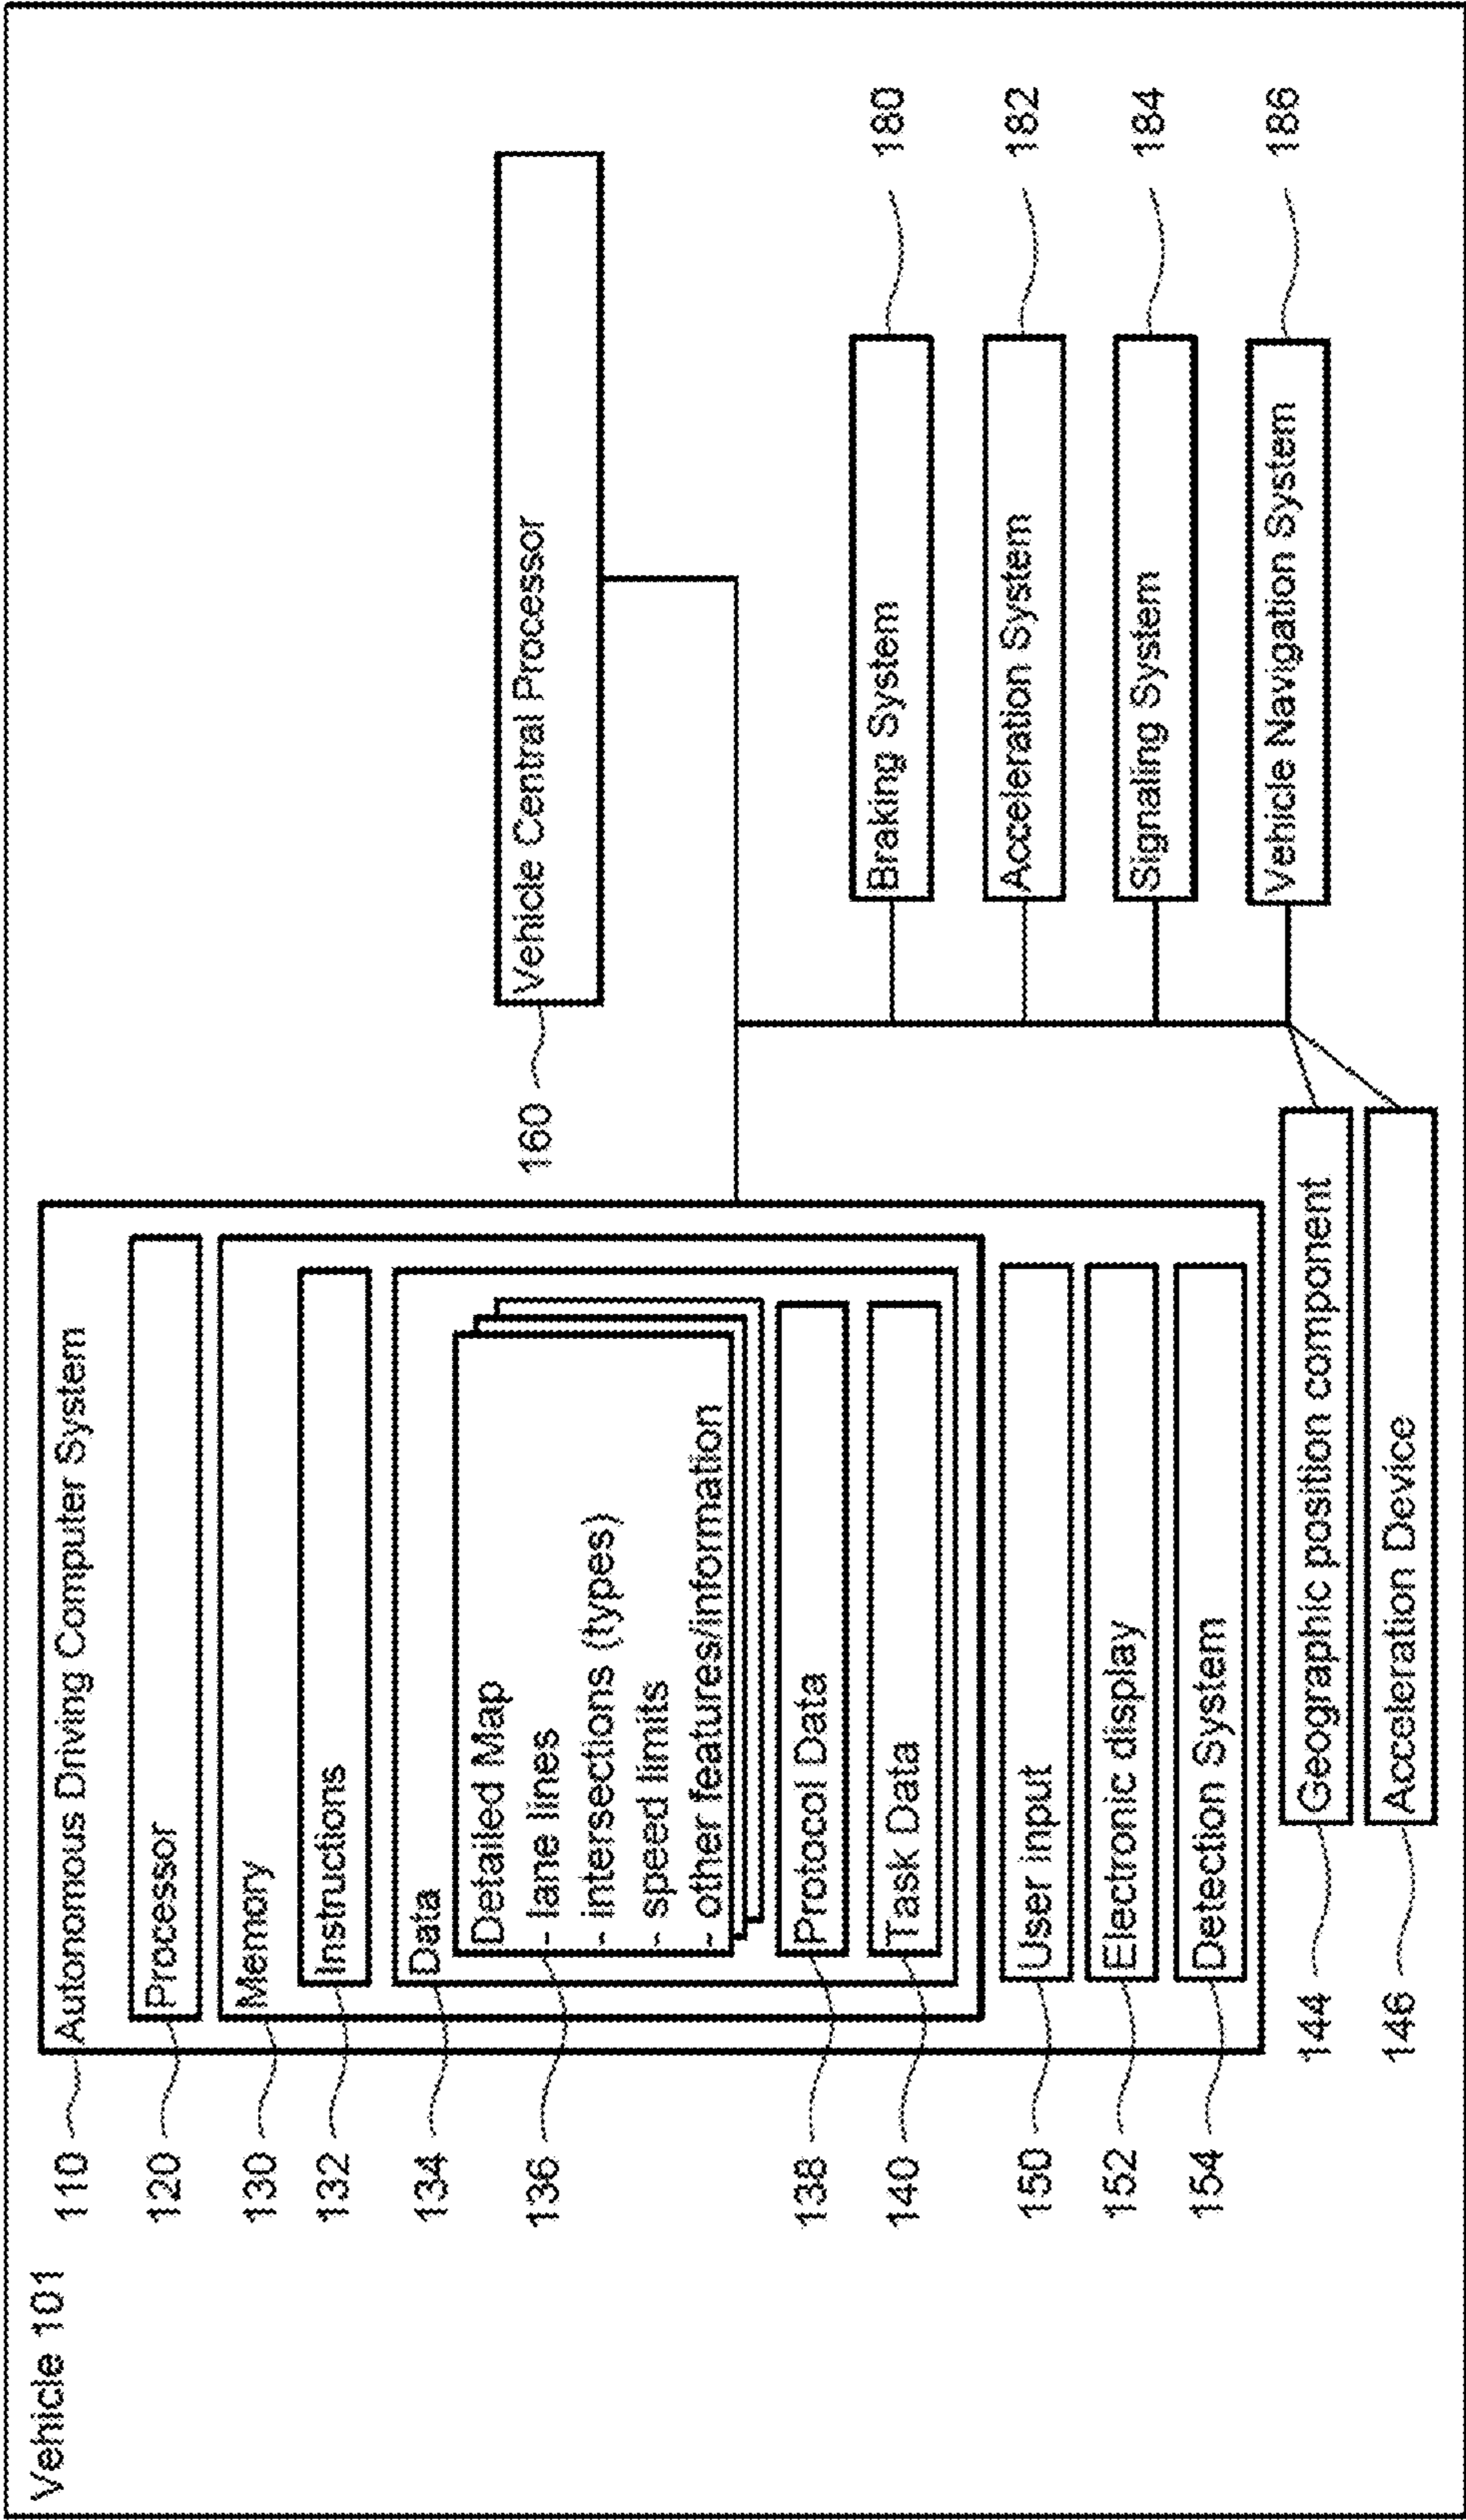 Vehicle 101
110
Autonomous Driving Computer System
120
Processor
130
Memory
132
Instructions
134
Data
136
Detailed Map
- lane lines
- intersections (types)
- speed limits
- other features/information
138
Protocol Data
140
Task Data
150
User input
152
Electronic display
154
Detection System
144
Geographic position component
146
Acceleration Device
160
Vehicle Central Processor
Braking System
180
Acceleration System
182
Signaling System
184
Vehicle Navigation System
186